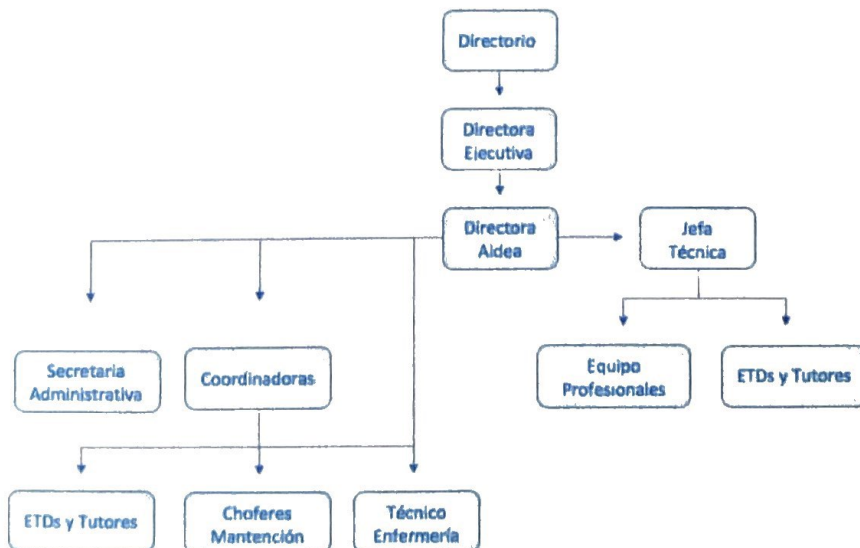 Directorio
Directora
Ejecutiva
Directora
Aldea
Jefa
Técnica
Secretaria
Administrativa
Coordinadoras
Equipo
Profesionales
ETDs y Tutores
ETDs y Tutores
Choferes
Mantención
Técnico
Enfermería